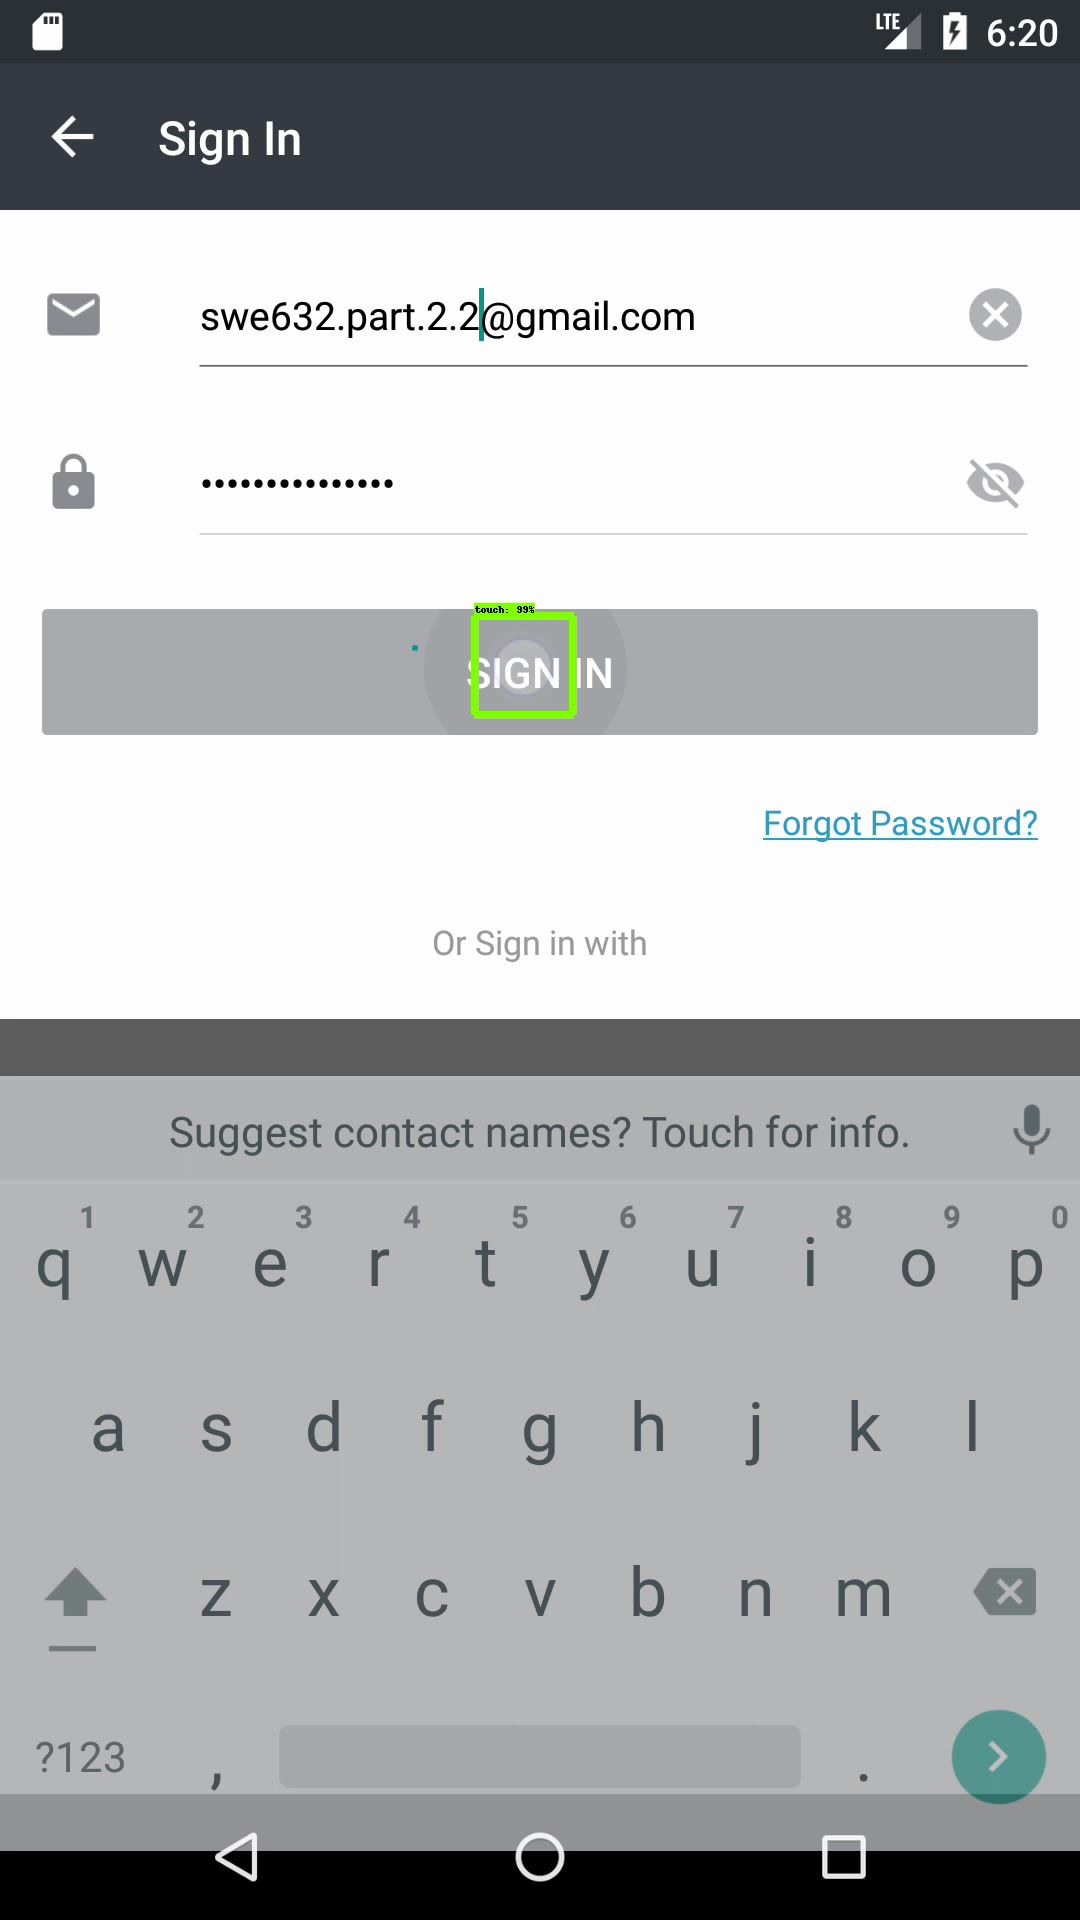 LTE 6:20
Sign In
swe632.part.2.2@gmail.com
•••••••••••••••
touch: 99%
SIGN IN
Forgot Password?
Or Sign in with
Suggest contact names? Touch for info.
1 2 3 4 5 6 7 8 9 0
q w e r t y u i o p
a s d f g h j k l
z x c v b n m
?123 , .